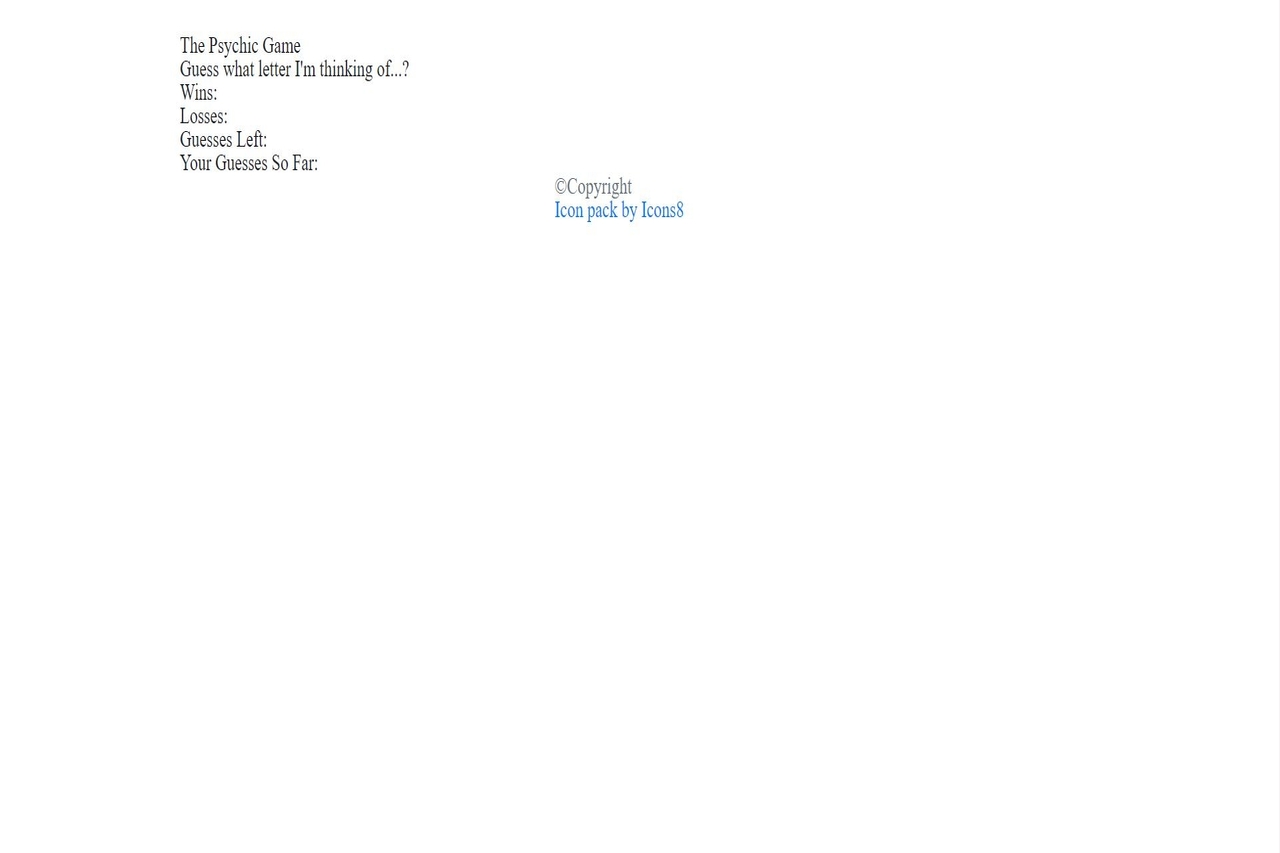 The Psychic Game
Guess what letter I'm thinking of...?
Wins:
Losses:
Guesses Left:
Your Guesses So Far:
©Copyright
Icon pack by Icons8